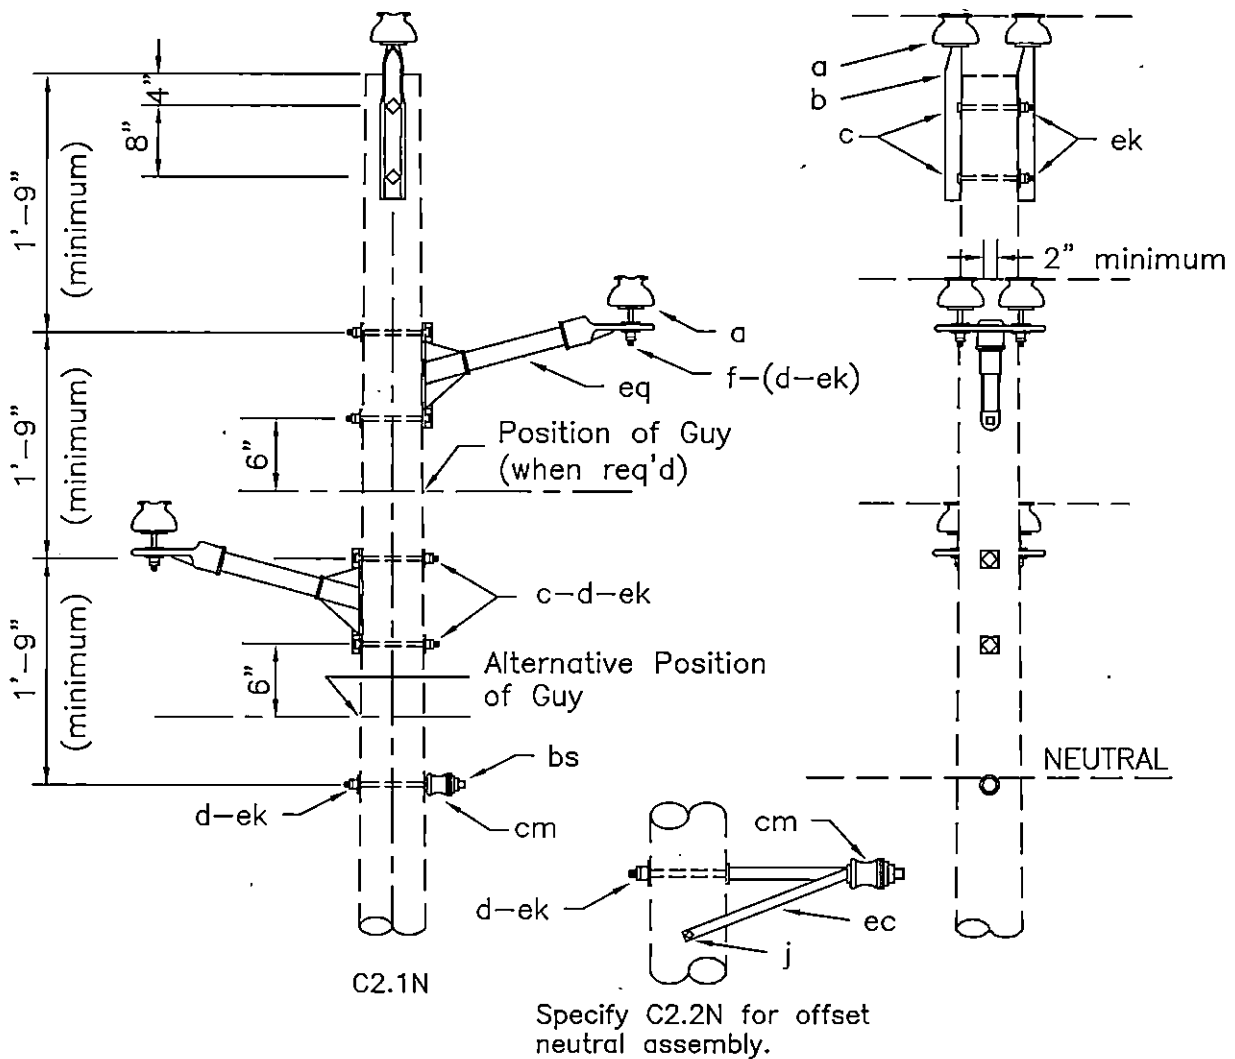 4"
8"
1'-9"
(minimum)
1'-9"
(minimum)
1'-9"
(minimum)
6"
6"
a
f-(d-ek)
eq
Position of Guy
(when req'd)
c-d-ek
Alternative Position
of Guy
bs
d-ek
cm
C2.1N
a
b
c
ek
2" minimum
NEUTRAL
cm
d-ek
ec
j
Specify C2.2N for offset
neutral assembly.